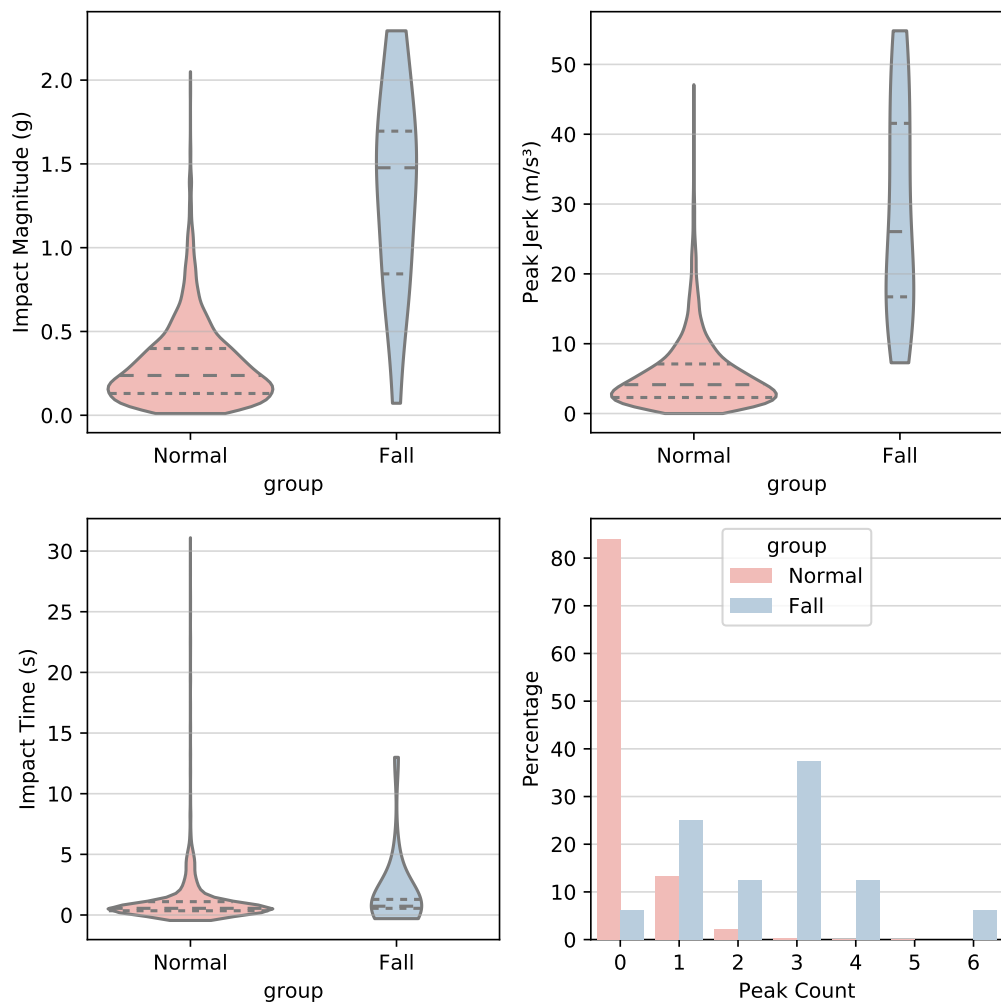 Impact Magnitude (g)
2.0
1.5
1.0
0.5
0.0
Normal
Fall
group
Peak Jerk (m/s³)
50
40
30
20
10
0
Normal
Fall
group
Impact Time (s)
30
25
20
15
10
5
0
Normal
Fall
group
Percentage
80
70
60
50
40
30
20
10
0
group
Normal
Fall
0 1 2 3 4 5 6
Peak Count